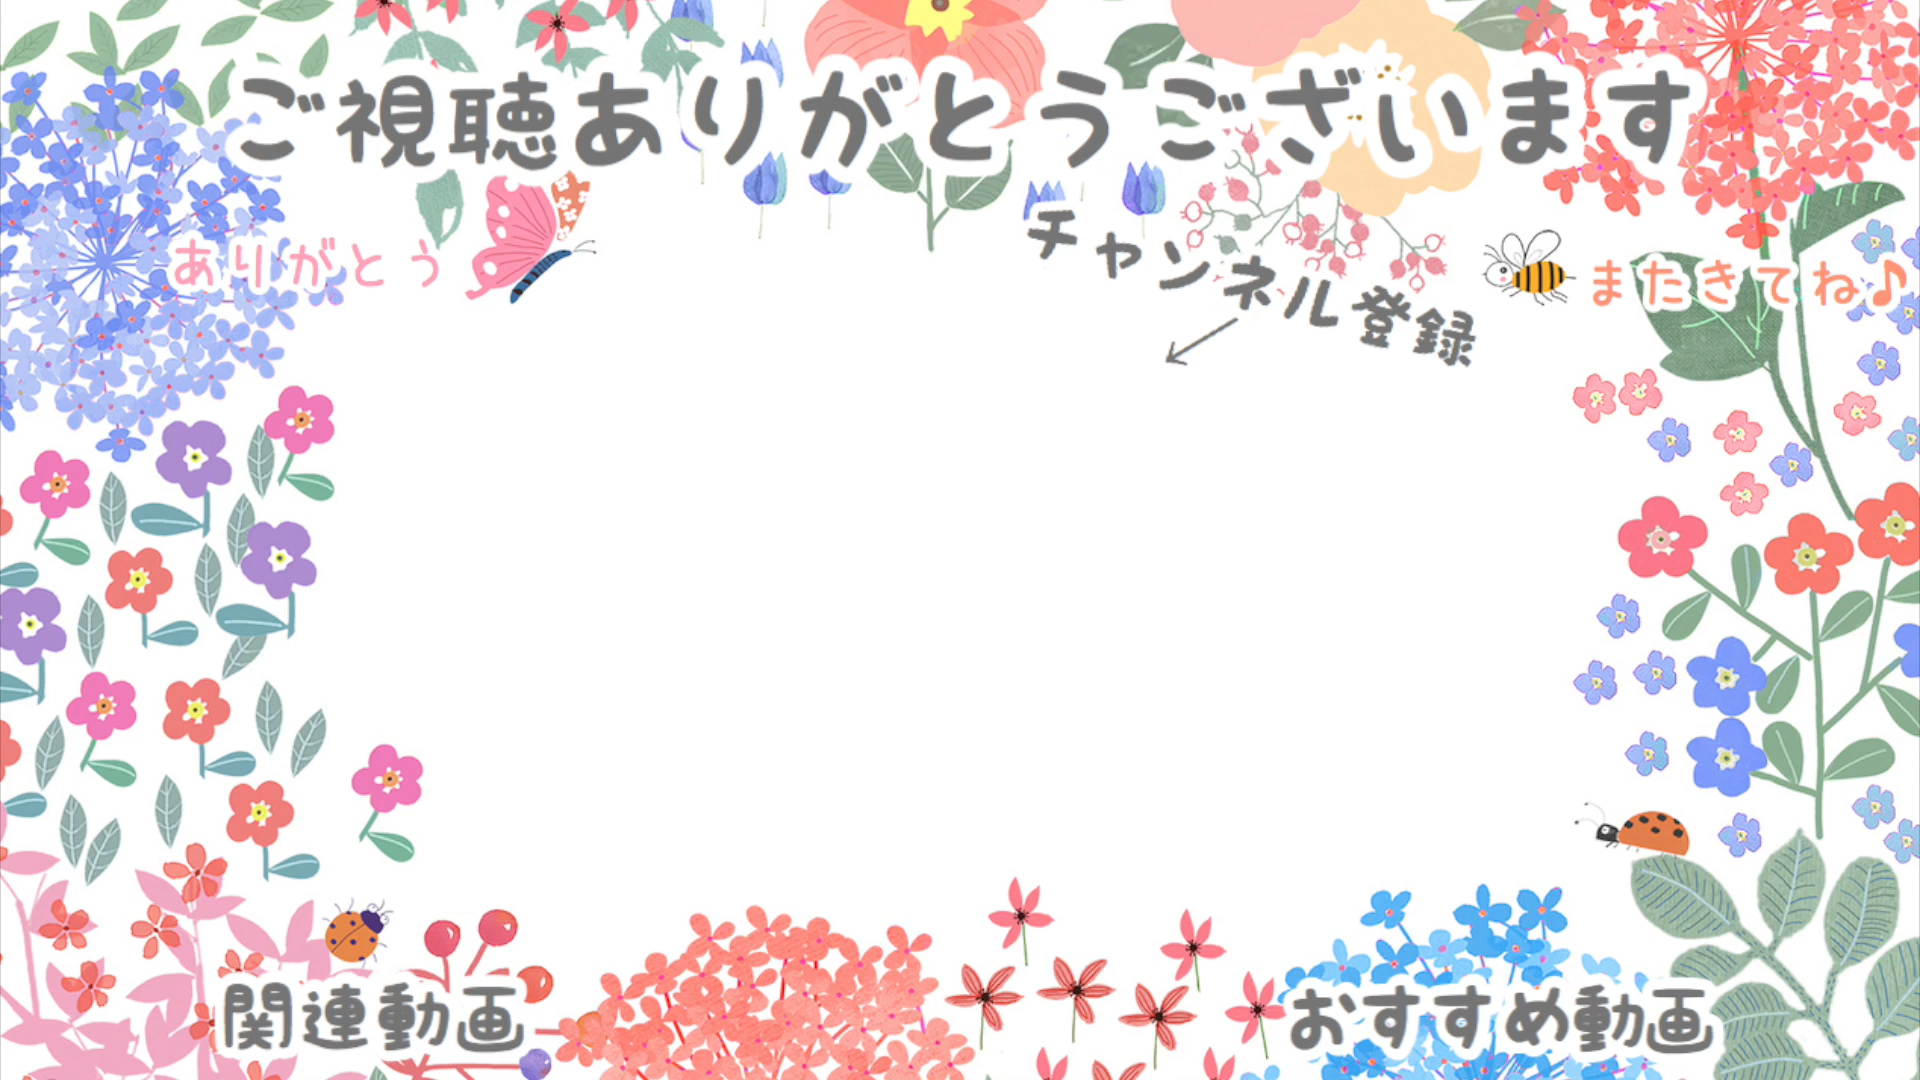 ご視聴ありがとうございます
ありがとう
チャンネル登録
またきてね♪
関連動画
おすすめ動画